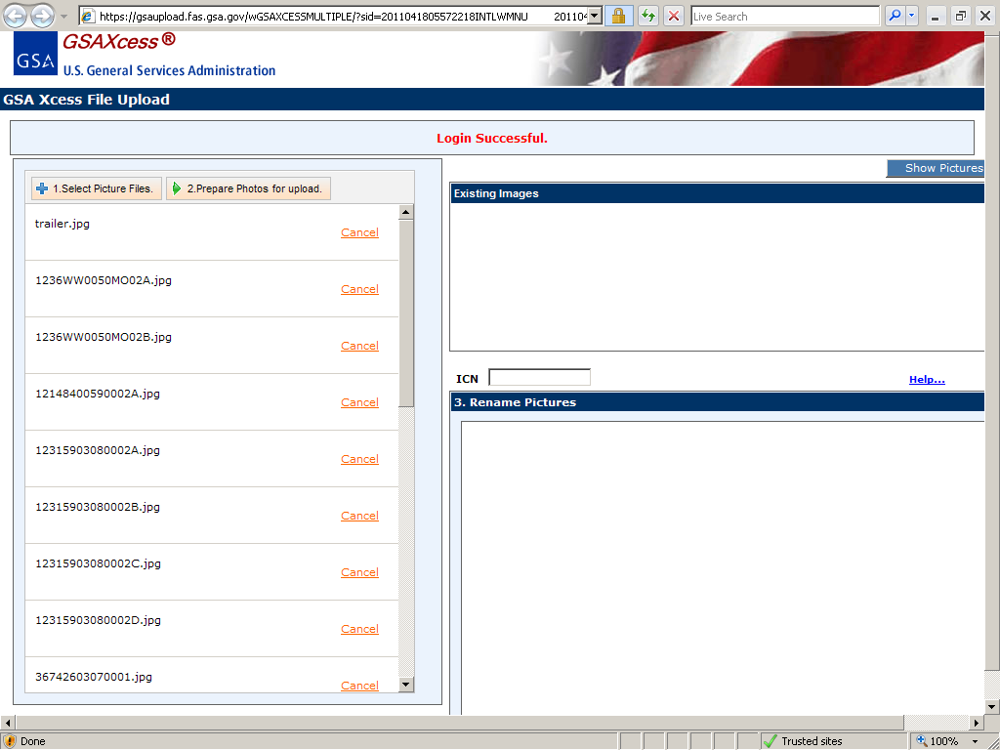 https://gsaupload.fas.gsa.gov/wGSAXCESSMULTIPLE/?sid=2011041805572218INTLWMNU 20110
Live Search
GSAXcess®
GSA
U.S. General Services Administration
GSA Xcess File Upload
Login Successful.
1.Select Picture Files.
2.Prepare Photos for upload.
trailer.jpg
Cancel
1236WW0050MO02A.jpg
Cancel
1236WW0050MO02B.jpg
Cancel
12148400590002A.jpg
Cancel
12315903080002A.jpg
Cancel
12315903080002B.jpg
Cancel
12315903080002C.jpg
Cancel
12315903080002D.jpg
Cancel
36742603070001.jpg
Cancel
Show Pictures
Existing Images
ICN
Help...
3. Rename Pictures
Done
Trusted sites
100%